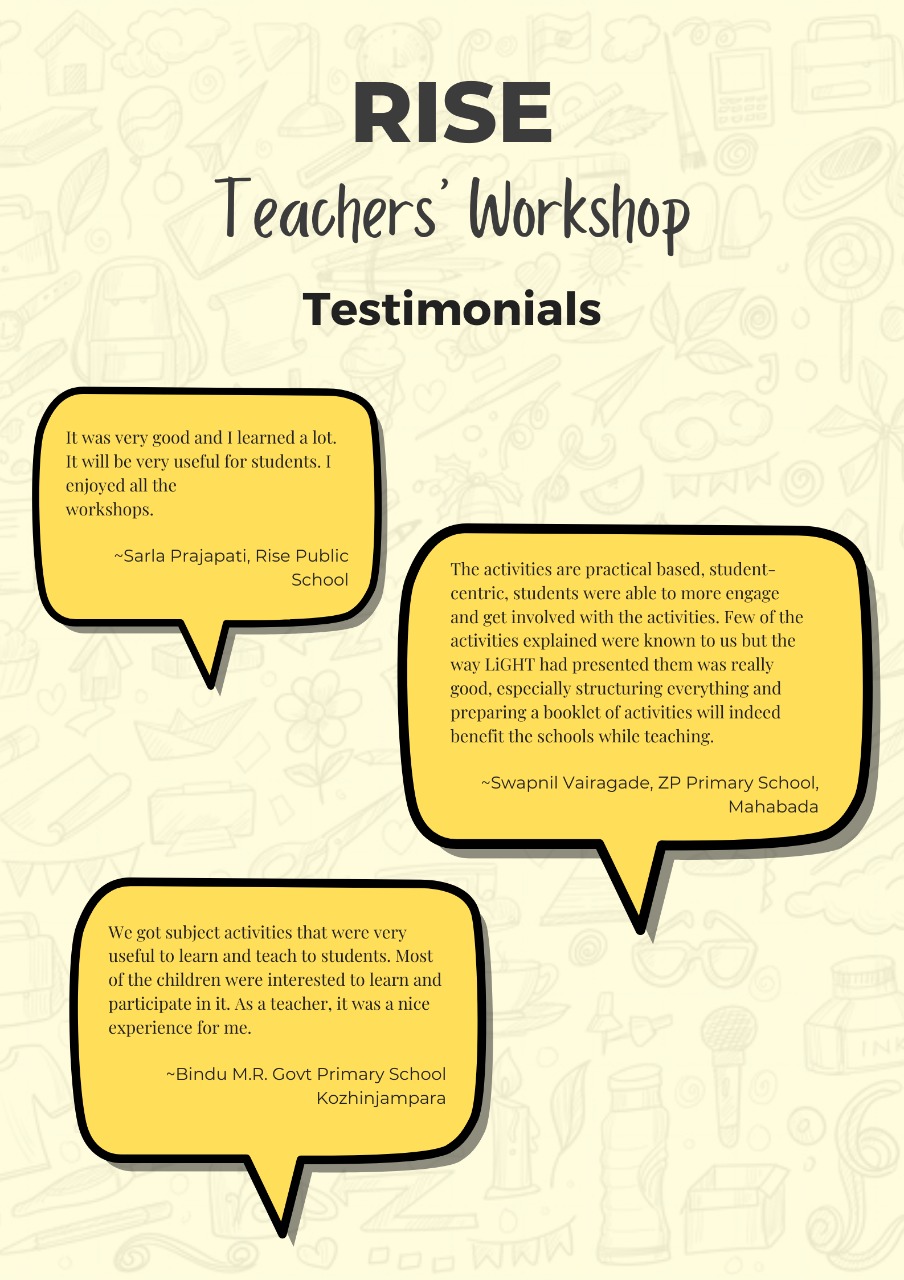 RISE
Teachers' Workshop
Testimonials
It was very good and I learned a lot.
It will be very useful for students. I
enjoyed all the
workshops.
~Sarla Prajapati, Rise Public
School
The activities are practical based, student-
centric, students were able to more engage
and get involved with the activities. Few of the
activities explained were known to us but the
way LiGHT had presented them was really
good, especially structuring everything and
preparing a booklet of activities will indeed
benefit the schools while teaching.
~Swapnil Vairagade, ZP Primary School,
Mahabada
We got subject activities that were very
useful to learn and teach to students. Most
of the children were interested to learn and
participate in it. As a teacher, it was a nice
experience for me.
~Bindu M.R. Govt Primary School
Kozhinjampara
INK